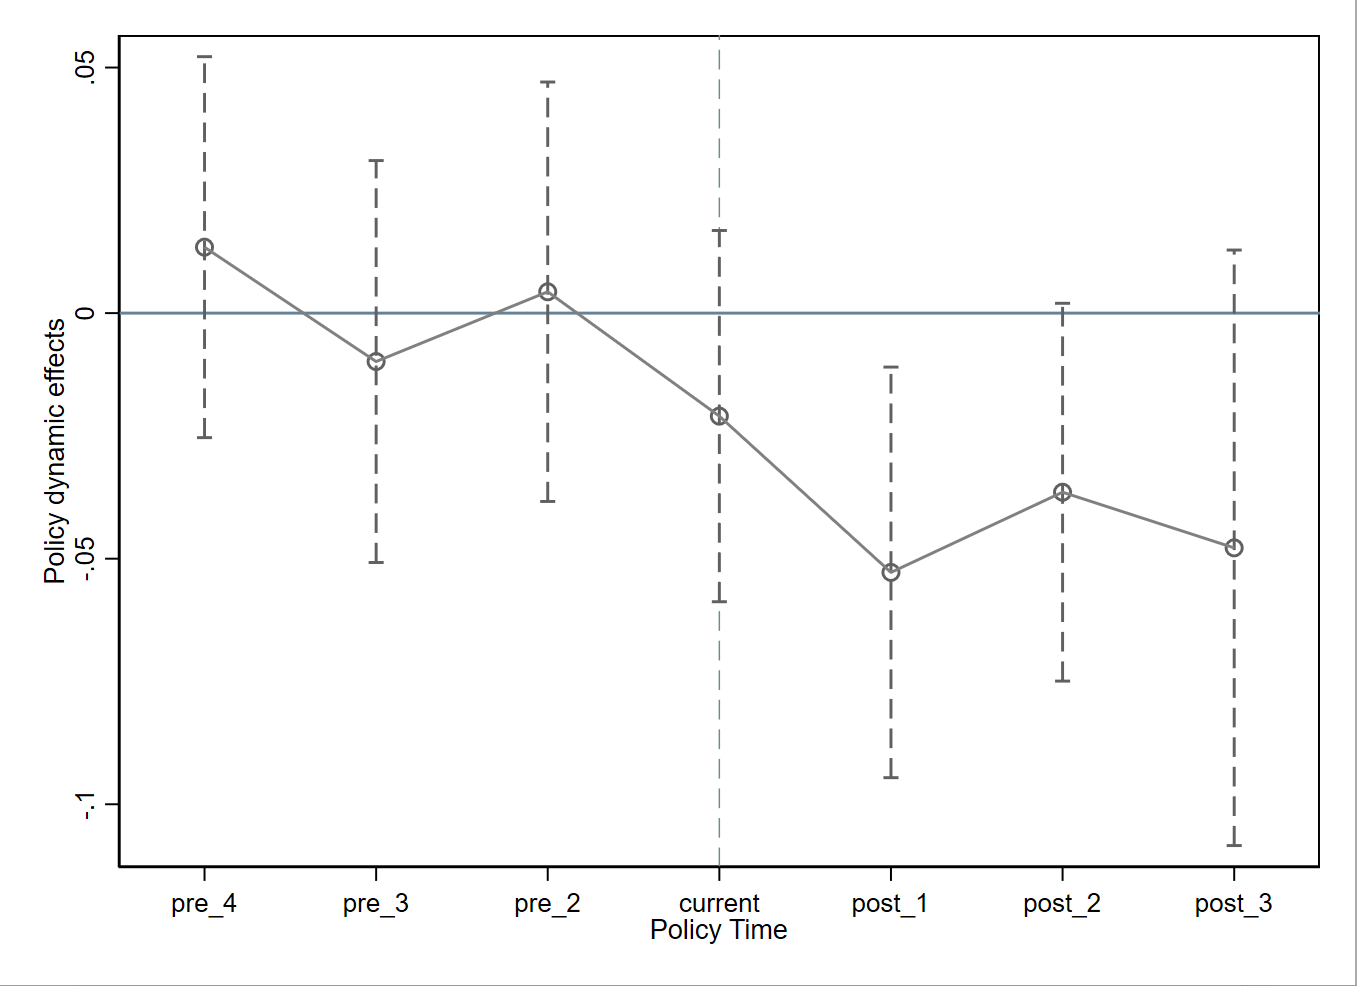 Policy dynamic effects
.05
0
-.05
-.1
pre_4 pre_3 pre_2 current post_1 post_2 post_3
Policy Time